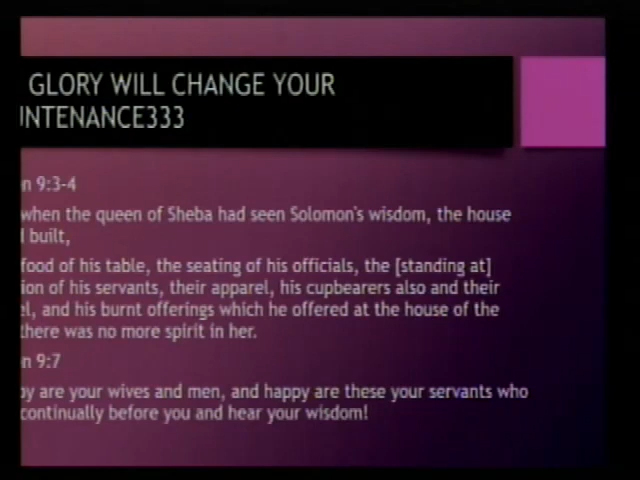 GLORY WILL CHANGE YOUR
NTENANCE333
n 9:3-4
when the queen of Sheba had seen Solomon's wisdom, the house
built,
food of his table, the seating of his officials, the [standing at]
ion of his servants, their apparel, his cupbearers also and their
el, and his burnt offerings which he offered at the house of the
there was no more spirit in her.
n 9:7
py are your wives and men, and happy are these your servants who
continually before you and hear your wisdom!